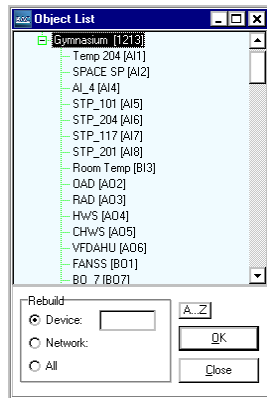 Object List
Gymnasium [1213]
Temp 204 [AI1]
SPACE SP [AI2]
AI_4 [AI4]
STP_101 [AI5]
STP_204 [AI6]
STP_117 [AI7]
STP_201 [AI8]
Room Temp [BI3]
OAD [AO2]
RAD [AO3]
HWS [AO4]
CHWS [AO5]
VFDAHU [AO6]
FANSS [BO1]
BO_7 [BO7]
Rebuild
Device:
Network:
All
A...Z
OK
Close